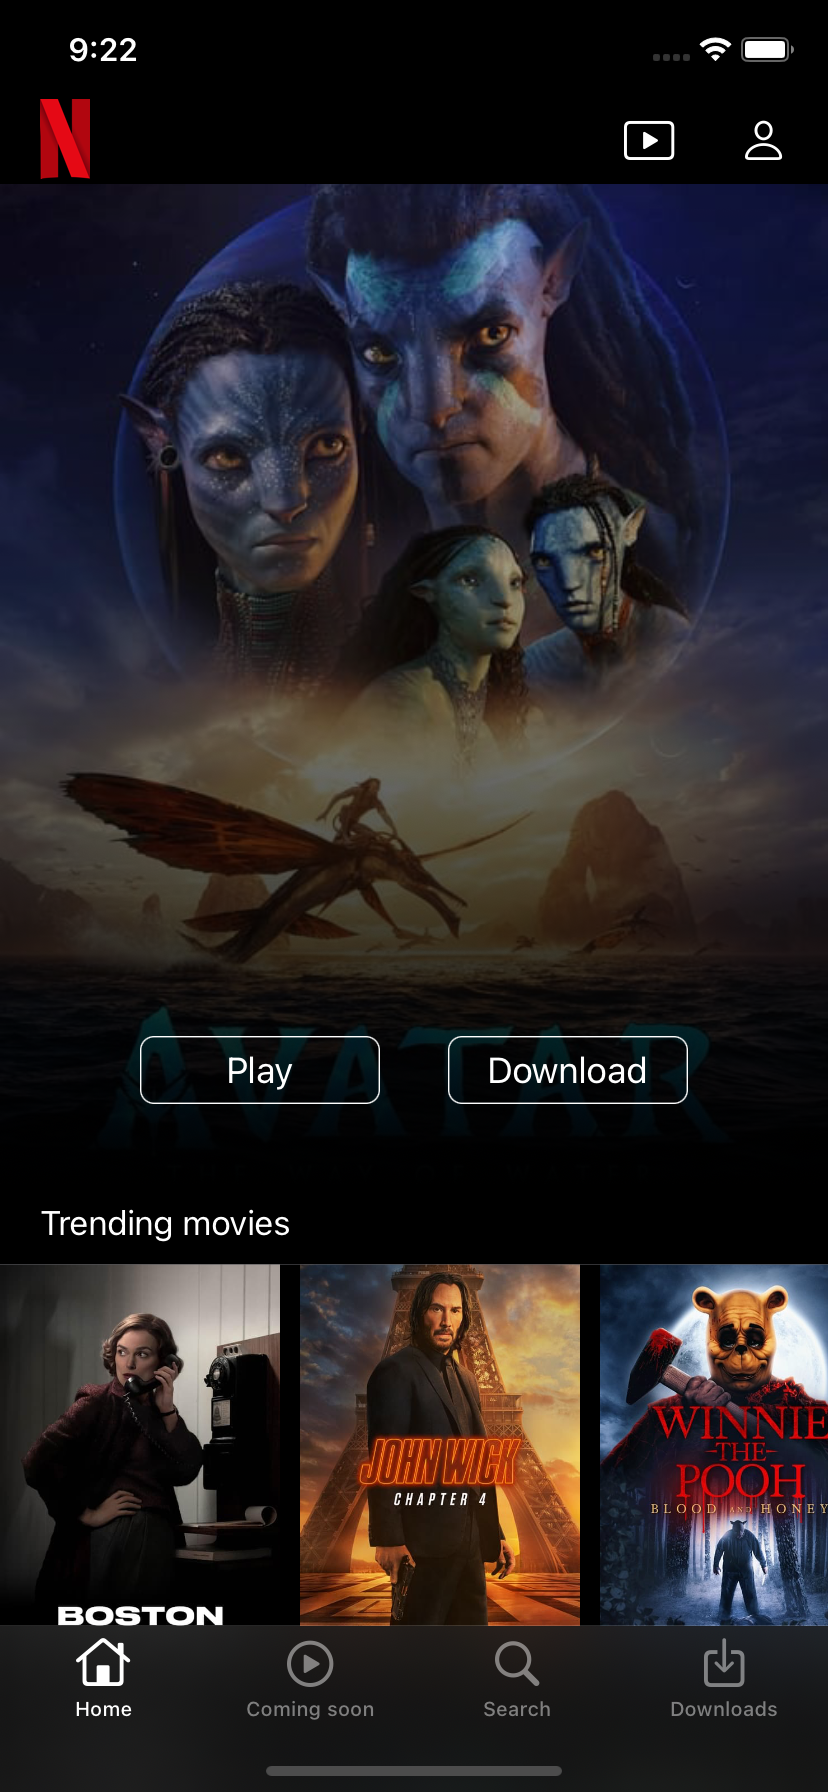 9:22
N
AVATAR
Play
Download
Trending movies
BOSTON
JOHN WICK
CHAPTER 4
WINNIE
-THE-
POOH
BLOOD AND HONEY
Home
Coming soon
Search
Downloads